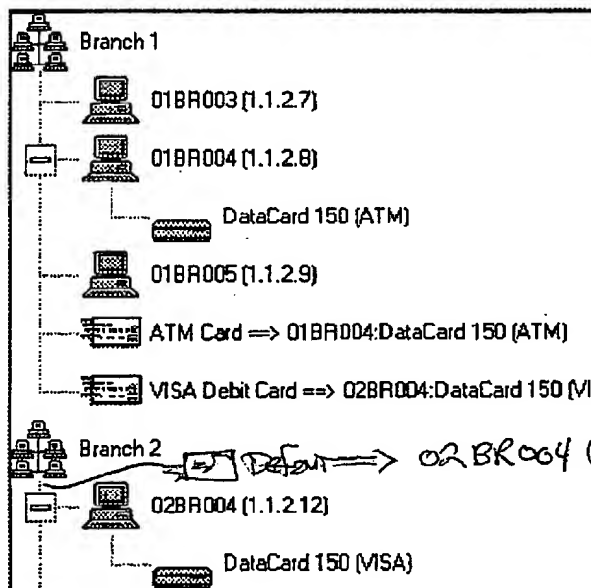 Branch 1
01BR003 (1.1.2.7)
01BR004 (1.1.2.8)
DataCard 150 (ATM)
01BR005 (1.1.2.9)
ATM Card ==> 01BR004:DataCard 150 (ATM)
VISA Debit Card ==> 02BR004:DataCard 150 (VI
Branch 2 ==> 02BR004 (
02BR004 (1.1.2.12)
DataCard 150 (VISA)